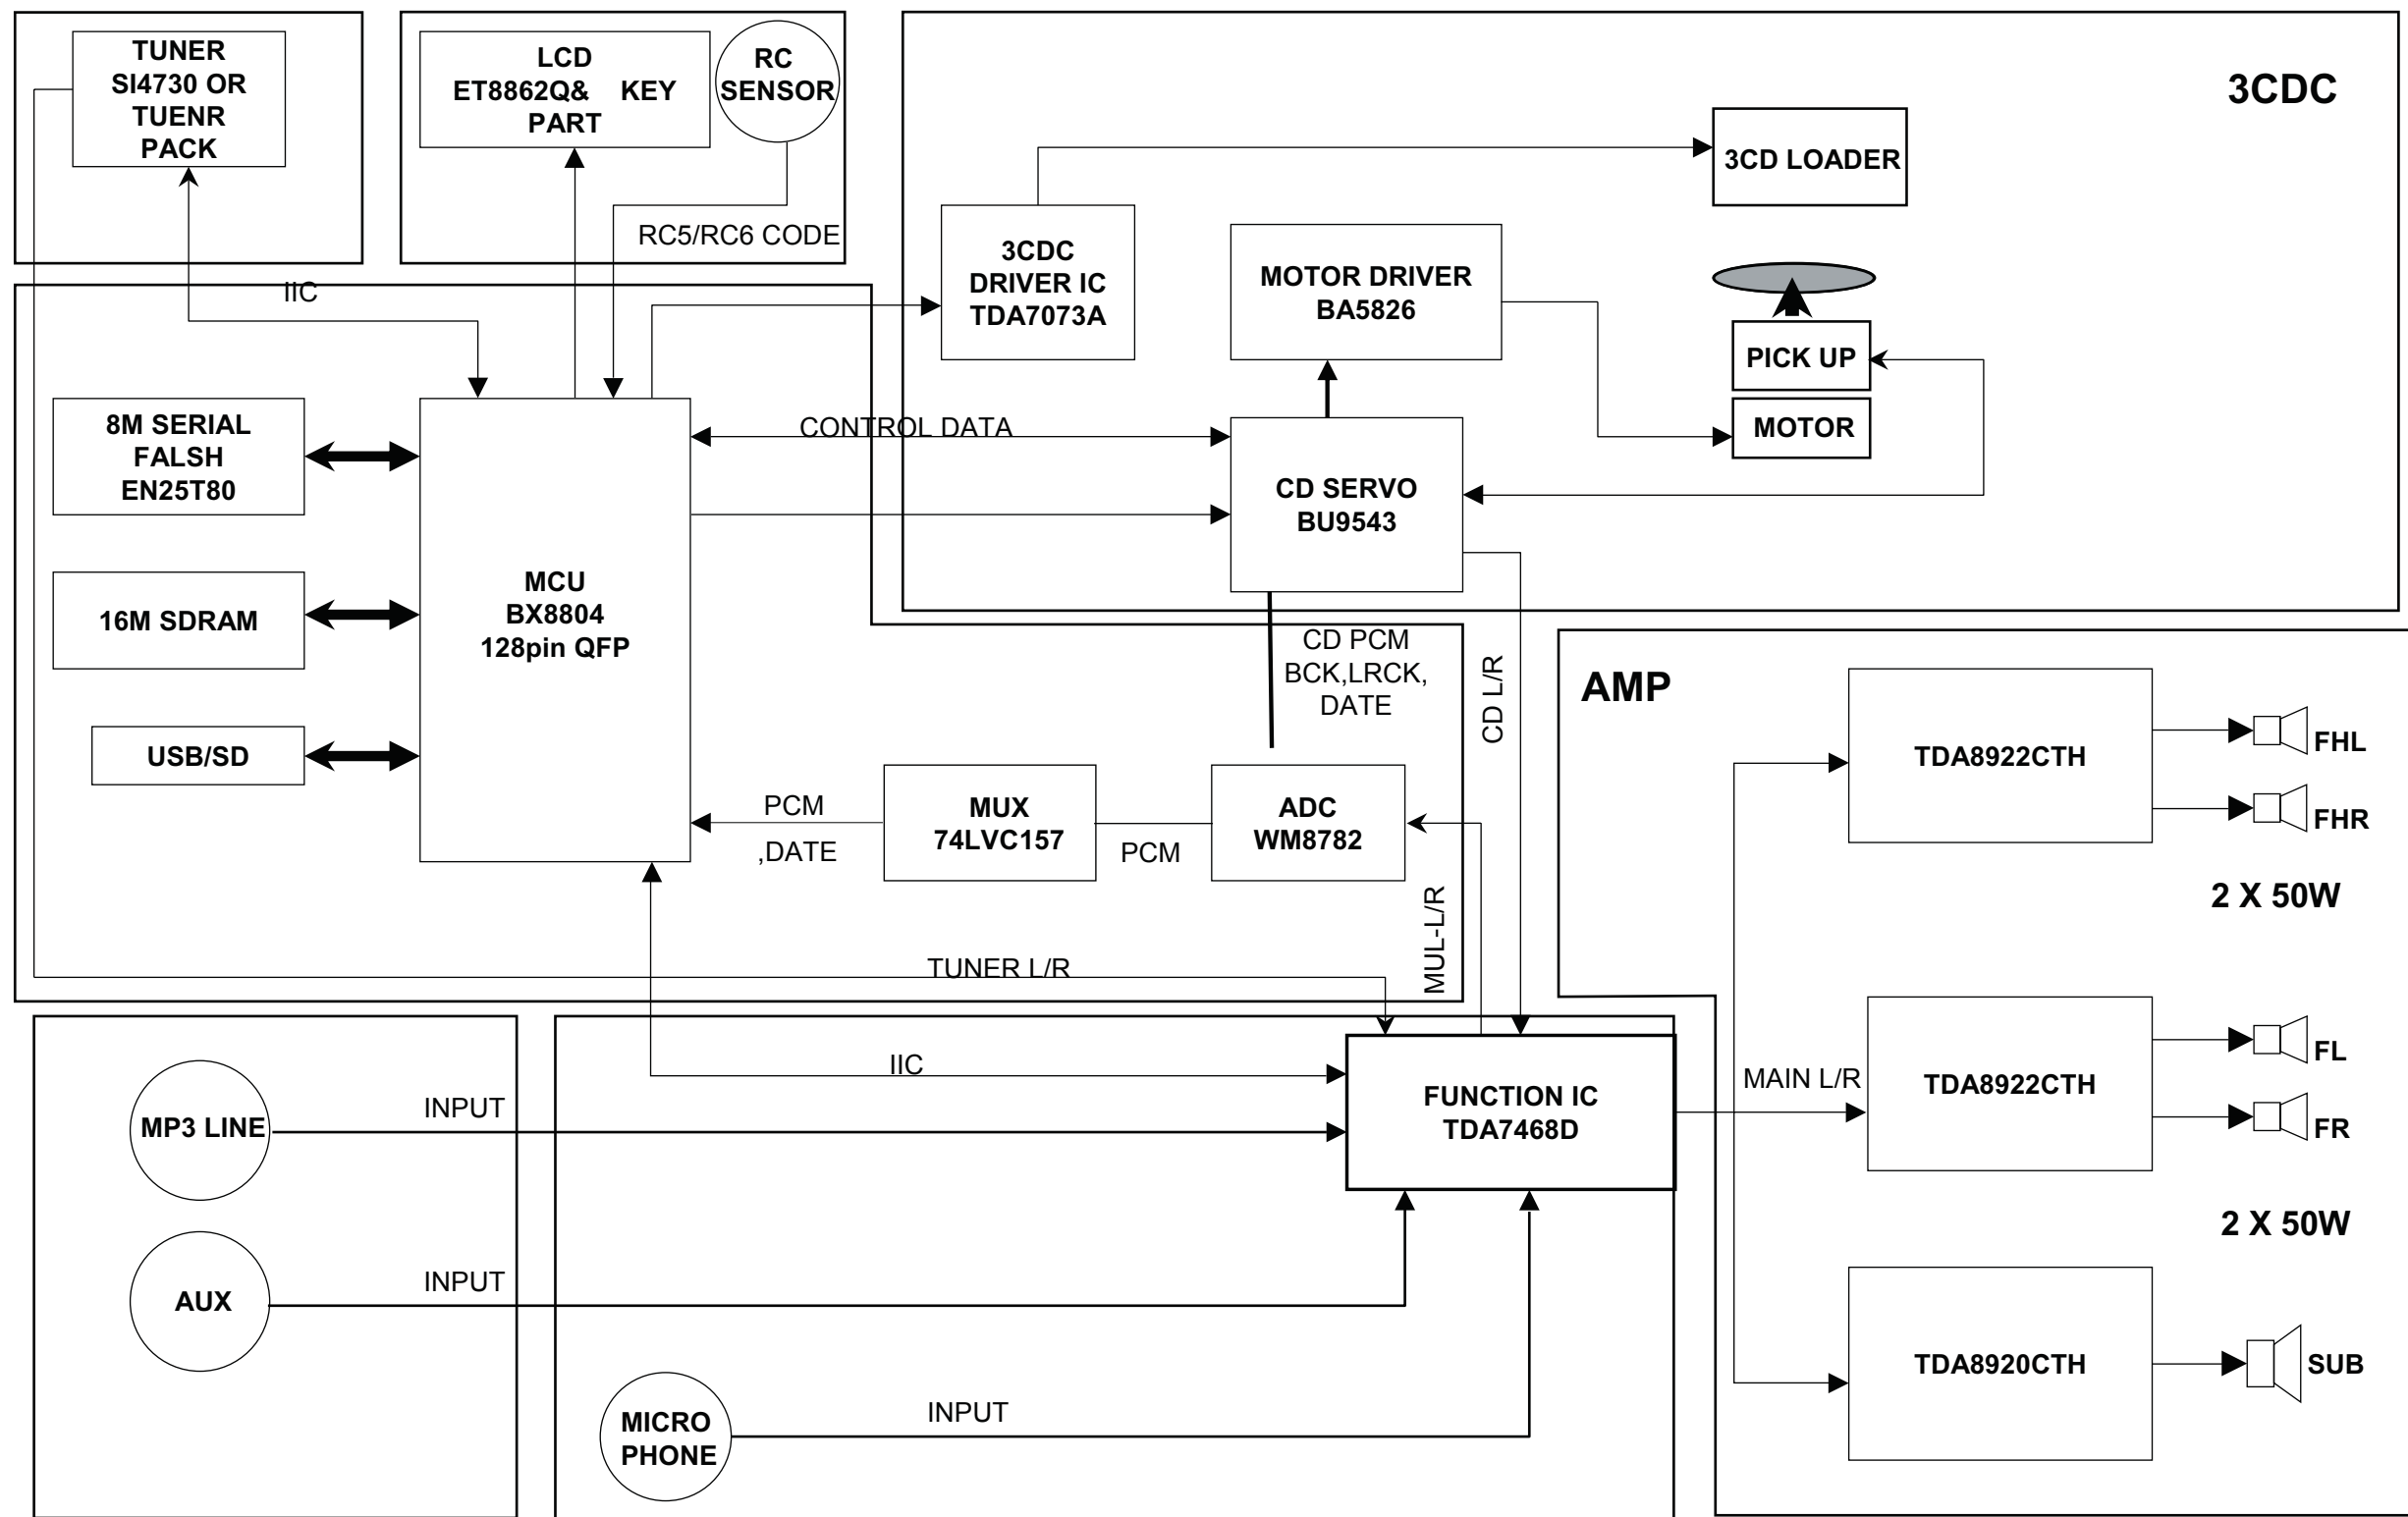 TUNER
SI4730 OR
TUENR
PACK
LCD
ET8862Q& KEY
PART
RC
SENSOR
RC5/RC6 CODE
3CDC
3CD LOADER
3CDC
DRIVER IC
TDA7073A
MOTOR DRIVER
BA5826
PICK UP
MOTOR
IIC
8M SERIAL
FALSH
EN25T80
CONTROL DATA
CD SERVO
BU9543
MCU
BX8804
128pin QFP
16M SDRAM
USB/SD
CD PCM
BCK,LRCK,
DATE
CD L/R
PCM
,DATE
MUX
74LVC157
PCM
ADC
WM8782
MUL-L/R
TUNER L/R
AMP
TDA8922CTH
FHL
FHR
2 X 50W
IIC
MP3 LINE
INPUT
FUNCTION IC
TDA7468D
MAIN L/R
TDA8922CTH
FL
FR
2 X 50W
AUX
INPUT
TDA8920CTH
SUB
MICRO
PHONE
INPUT